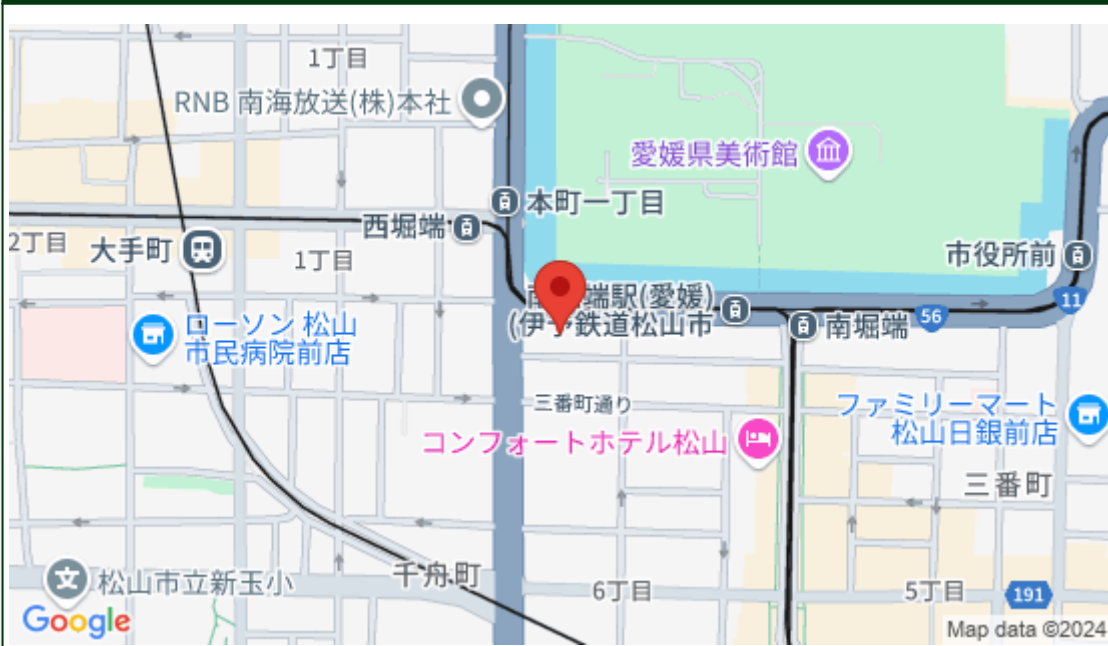 1丁目
RNB 南海放送(株)本社
愛媛県美術館
本町一丁目
西堀端
2丁目
大手町
1丁目
市役所前
端駅(愛媛)
(伊予鉄道松山市
南堀端
56
11
ローソン 松山
市民病院前店
三番町通り
コンフォートホテル松山
ファミリーマート
松山日銀前店
三番町
文
松山市立新玉小
千舟町
6丁目
5丁目
191
Google
Map data ©2024